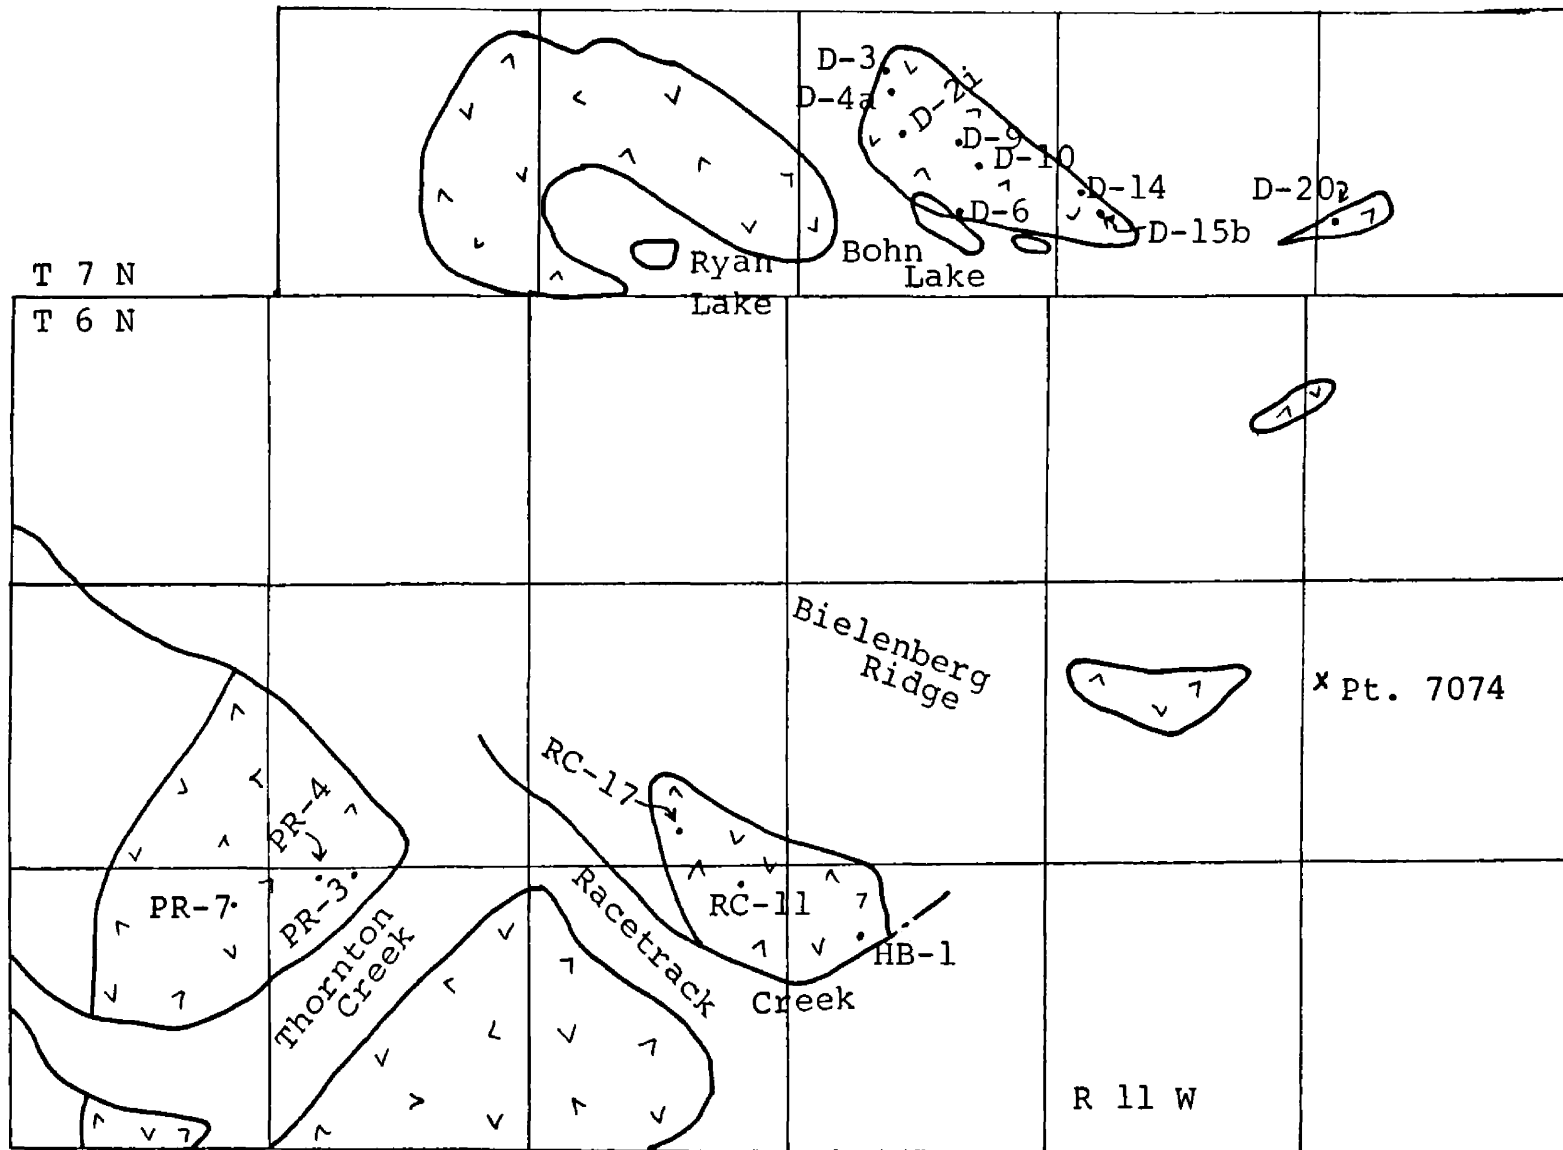 D-3
D-4a
D-2i
D-9
D-10
D-14
D-20
D-6
D-15b
Bohn
Lake
Ryan
Lake
T 7 N
T 6 N
Bielenberg
Ridge
Pt. 7074
RC-17
PR-4
PR-7
PR-3
RC-11
Racetrack
Creek
HB-1
Thornton
Creek
R 11 W